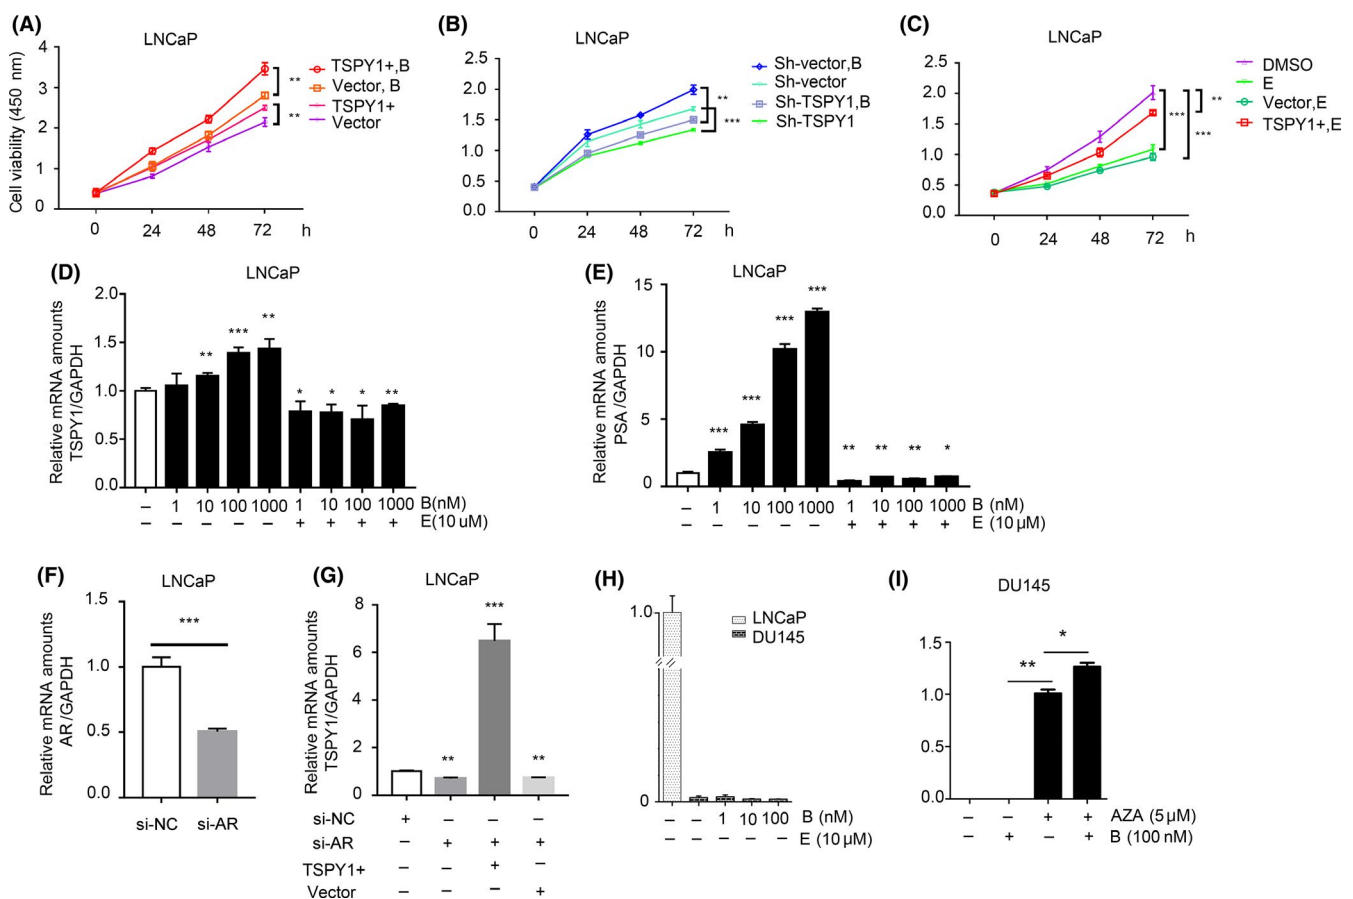 (A)
LNCaP
Cell viability (450 nm)
4
3
2
1
0
0 24 48 72 h
TSPY1+,B
Vector, B
TSPY1+
Vector
**
**
(B)
LNCaP
2.5
2.0
1.5
1.0
0.5
0.0
0 24 48 72 h
Sh-vector,B
Sh-vector
Sh-TSPY1,B
Sh-TSPY1
**
***
(C)
LNCaP
2.5
2.0
1.5
1.0
0.5
0.0
0 24 48 72 h
DMSO
E
Vector,E
TSPY1+,E
***
**
***
(D)
LNCaP
Relative mRNA amounts
TSPY1/GAPDH
2.0
1.5
1.0
0.5
0.0
** *** ** * * * **
– 1 10 100 1000 1 10 100 1000 B(nM)
– – – – – + + + + E(10 uM)
(E)
LNCaP
Relative mRNA amounts
PSA /GAPDH
15
10
5
0
*** *** *** *** ** ** ** *
– 1 10 100 1000 1 10 100 1000 B (nM)
– – – – – + + + + E (10 µM)
(F)
LNCaP
Relative mRNA amounts
AR /GAPDH
1.5
1.0
0.5
0.0
***
si-NC si-AR
(G)
LNCaP
Relative mRNA amounts
TSPY1/GAPDH
8
6
4
2
0
** *** **
si-NC + – – –
si-AR – + + +
TSPY1+ – – + –
Vector – – – +
(H)
1.0
0
LNCaP
DU145
– – 1 10 100 B (nM)
– – – – – E (10 µM)
(I)
DU145
1.5
1.0
0.5
0.0
** *
– – + + AZA (5 µM)
– + – + B (100 nM)